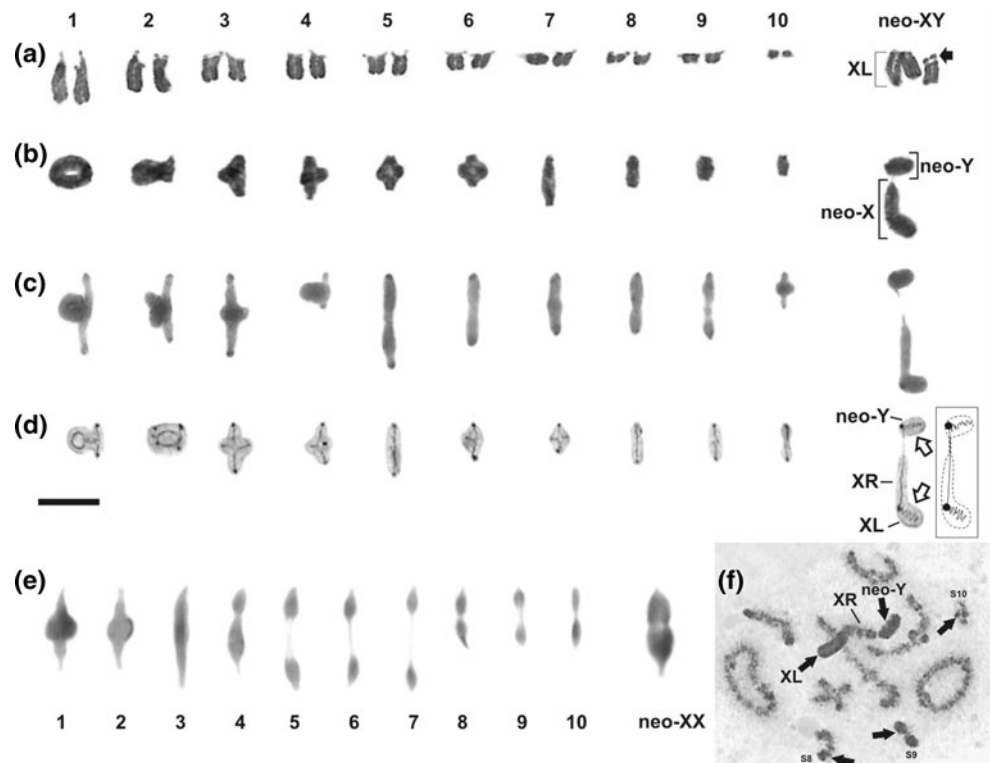 1 2 3 4 5 6 7 8 9 10 neo-XY
(a)
XL
(b)
neo-Y
neo-X
(c)
(d)
neo-Y
XR
XL
(e)
(f)
neo-Y
XR
S10
XL
S8
S9
1 2 3 4 5 6 7 8 9 10 neo-XX